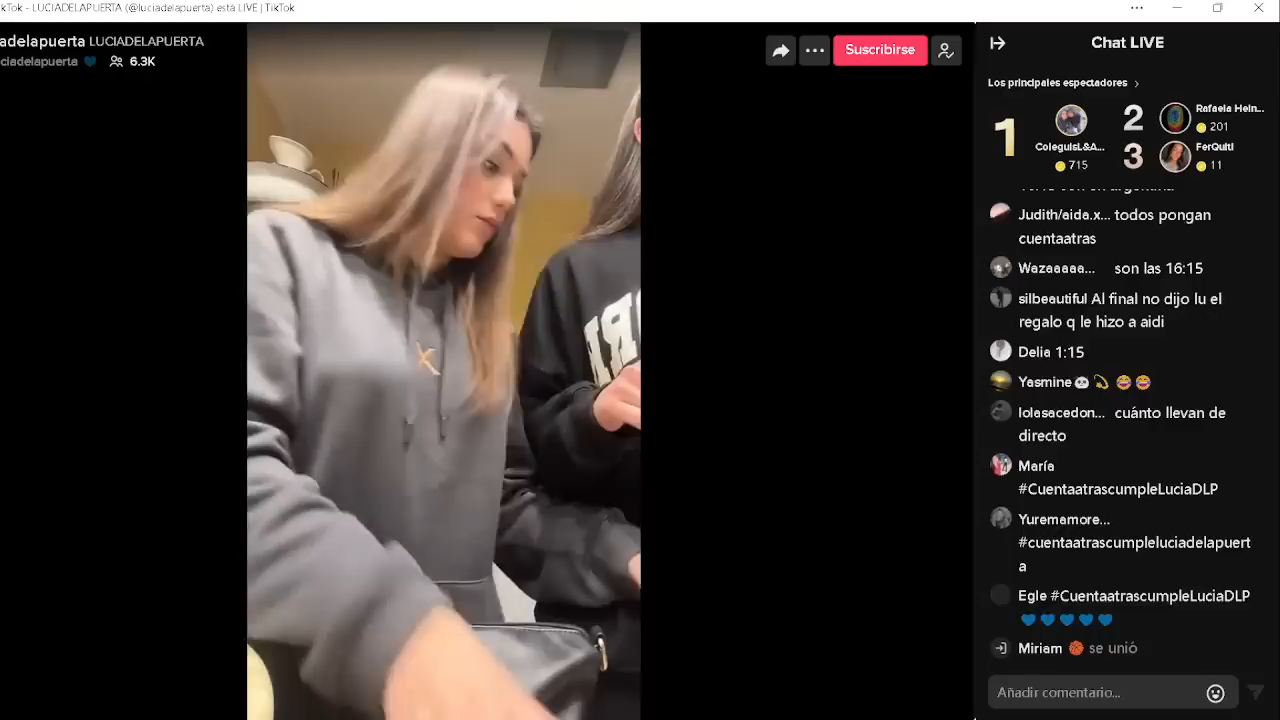 kTok - LUCIADELAPUERTA (@luciadelapuerta) está LIVE | TikTok
adelapuerta LUCIADELAPUERTA
ciadelapuerta 💙 6.3K
Suscribirse
Chat LIVE
Los principales espectadores >
1
ColeguisL&A...
715
2
Rafaela Hein...
201
3
FerQuiti
11
Judith/aida.x... todos pongan
cuentaatras
Wazaaaaa... son las 16:15
silbeautiful Al final no dijo lu el
regalo q le hizo a aidi
Delia 1:15
Yasmine💀💫 😂😂
lolasacedon... cuánto llevan de
directo
María
#CuentaatrascumpleLuciaDLP
Yuremamore...
#cuentaatrascumpleluciadelapuert
a
Egle #CuentaatrascumpleLuciaDLP
💙💙💙💙💙
Miriam 🏀 se unió
Añadir comentario...
K